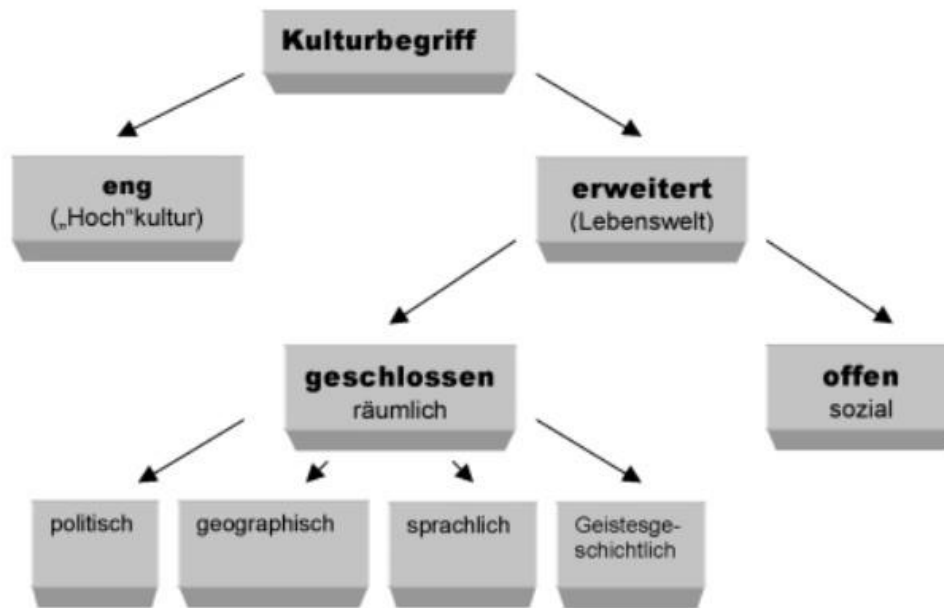 Kulturbegriff
eng
(„Hoch“kultur)
erweitert
(Lebenswelt)
geschlossen
räumlich
offen
sozial
politisch
geographisch
sprachlich
Geistesge-
schichtlich